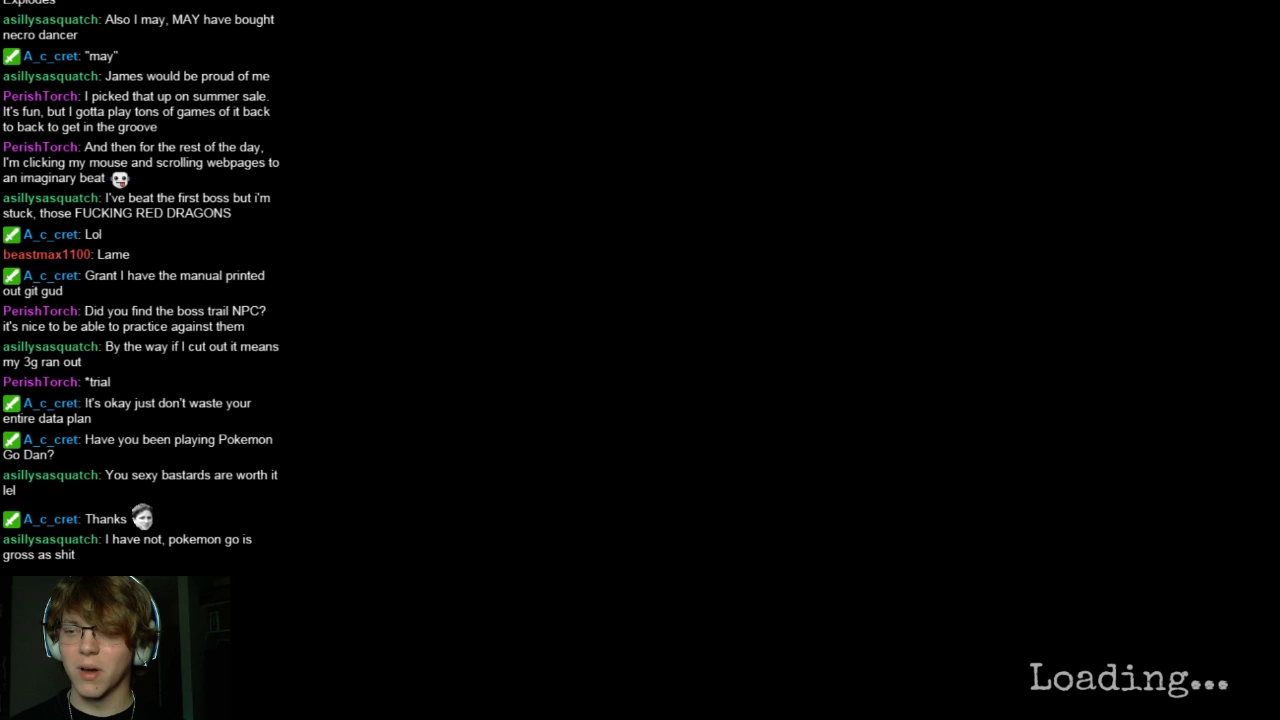 Explodes
asillysasquatch: Also I may, MAY have bought
necro dancer
A_c_cret: "may"
asillysasquatch: James would be proud of me
PerishTorch: I picked that up on summer sale.
It's fun, but I gotta play tons of games of it back
to back to get in the groove
PerishTorch: And then for the rest of the day,
I'm clicking my mouse and scrolling webpages to
an imaginary beat
asillysasquatch: I've beat the first boss but i'm
stuck, those FUCKING RED DRAGONS
A_c_cret: Lol
beastmax1100: Lame
A_c_cret: Grant I have the manual printed
out git gud
PerishTorch: Did you find the boss trail NPC?
it's nice to be able to practice against them
asillysasquatch: By the way if I cut out it means
my 3g ran out
PerishTorch: *trial
A_c_cret: It's okay just don't waste your
entire data plan
A_c_cret: Have you been playing Pokemon
Go Dan?
asillysasquatch: You sexy bastards are worth it
lel
A_c_cret: Thanks
asillysasquatch: I have not, pokemon go is
gross as shit
Loading...